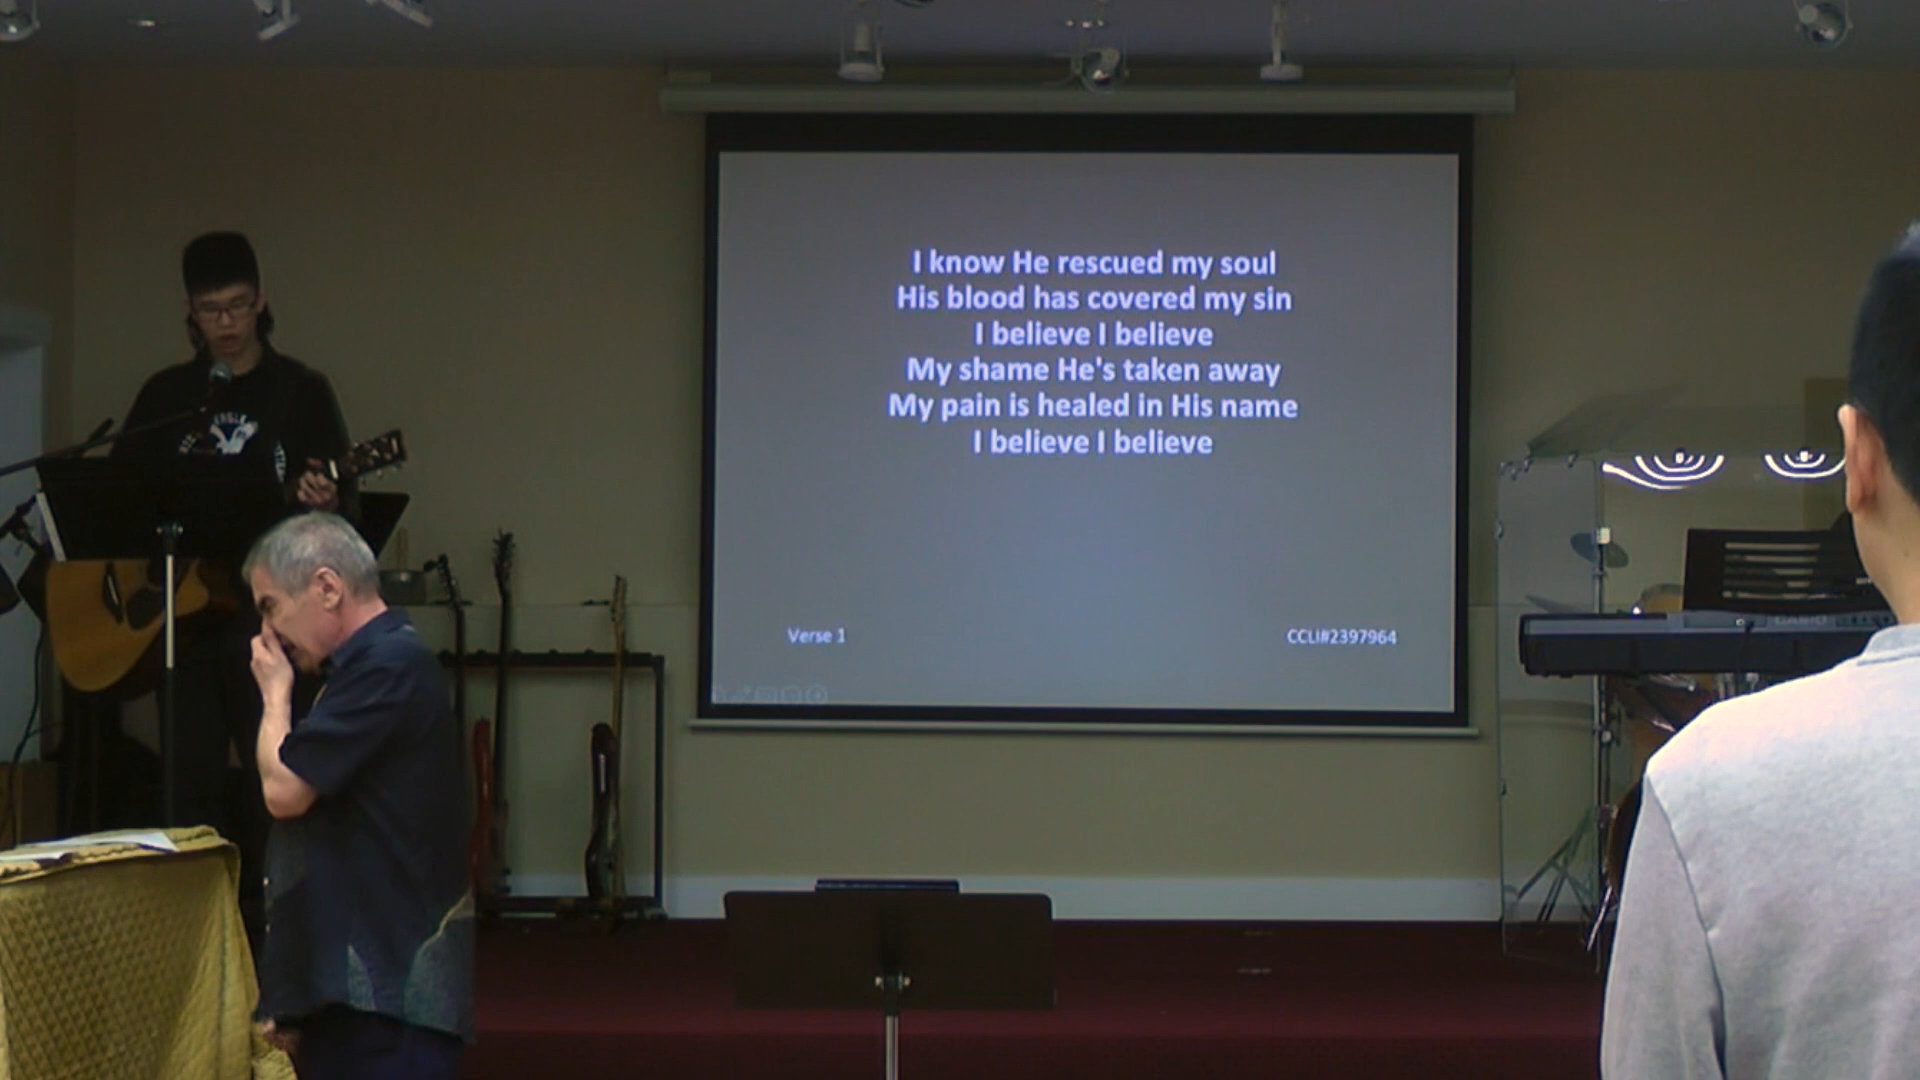 I know He rescued my soul
His blood has covered my sin
I believe I believe
My shame He's taken away
My pain is healed in His name
I believe I believe
Verse 1
CCLI#2397964
CASIO